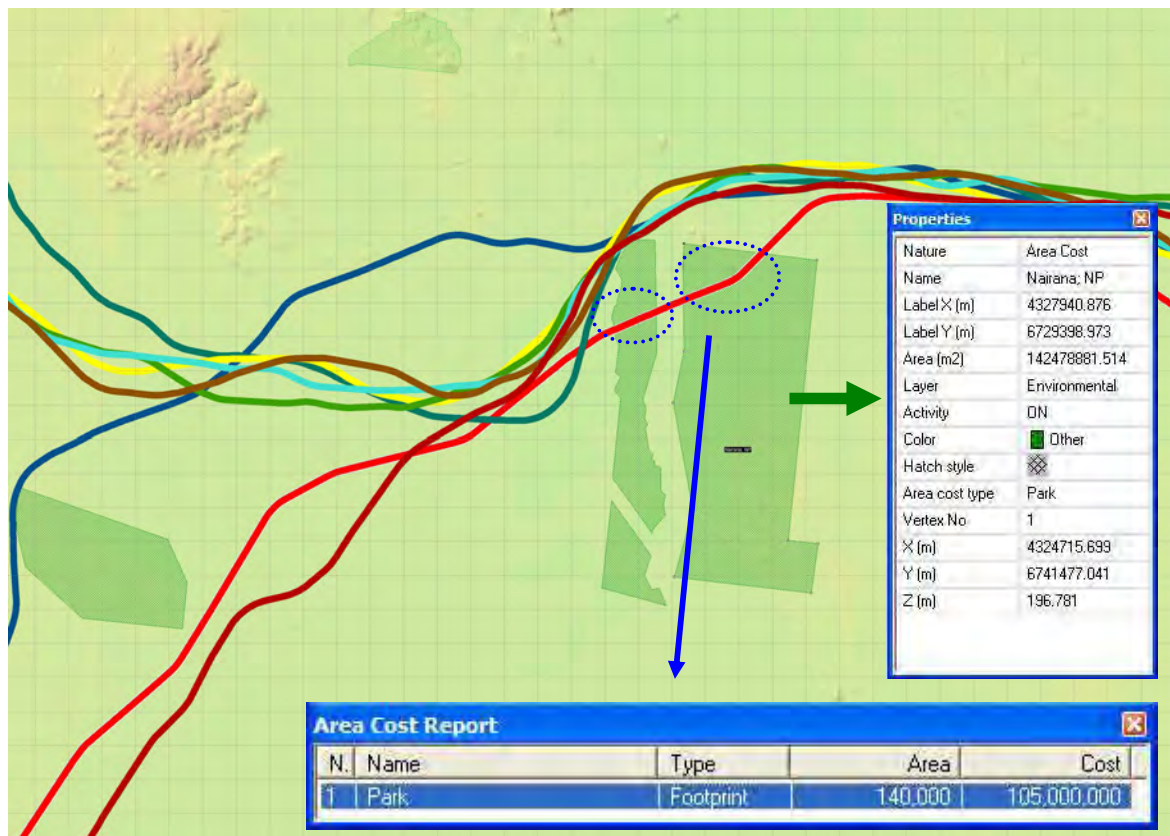 Properties
Nature Area Cost
Name Nairana; NP
Label X (m) 4327940.876
Label Y (m) 6729398.973
Area (m2) 142478881.514
Layer Environmental
Activity ON
Color Other
Hatch style
Area cost type Park
Vertex No 1
X (m) 4324715.699
Y (m) 6741477.041
Z (m) 196.781
Area Cost Report
N. Name Type Area Cost
1 Park Footprint 140,000 105,000,000